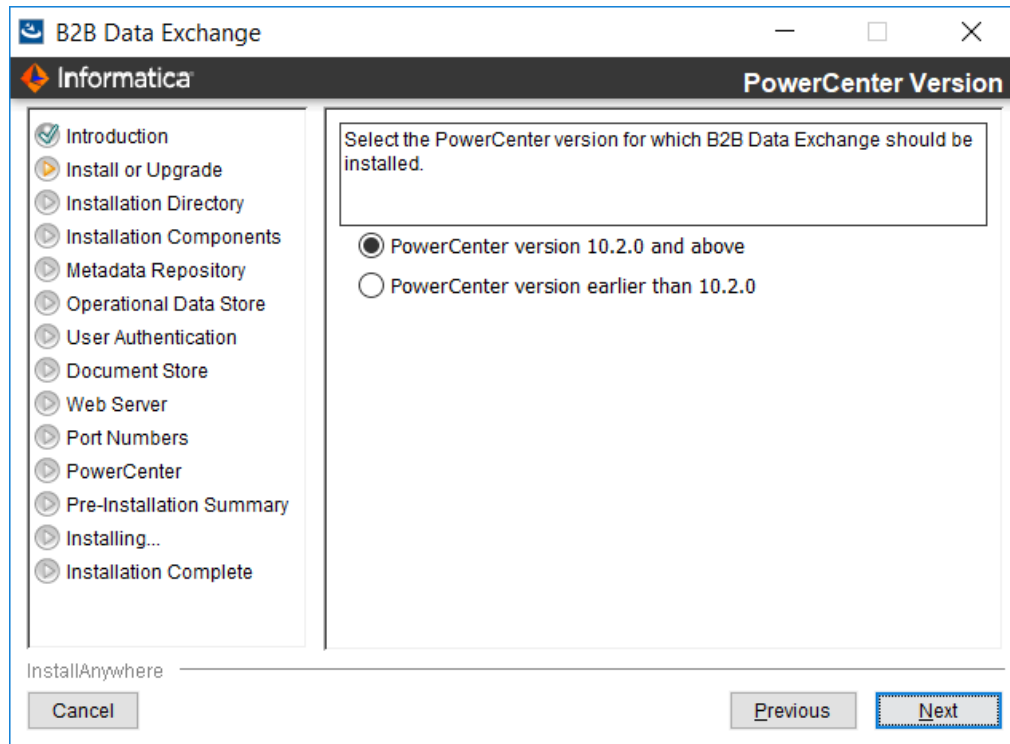 B2B Data Exchange
Informatica
PowerCenter Version
Introduction
Install or Upgrade
Installation Directory
Installation Components
Metadata Repository
Operational Data Store
User Authentication
Document Store
Web Server
Port Numbers
PowerCenter
Pre-Installation Summary
Installing...
Installation Complete
Select the PowerCenter version for which B2B Data Exchange should be
installed.
PowerCenter version 10.2.0 and above
PowerCenter version earlier than 10.2.0
InstallAnywhere
Cancel
Previous
Next